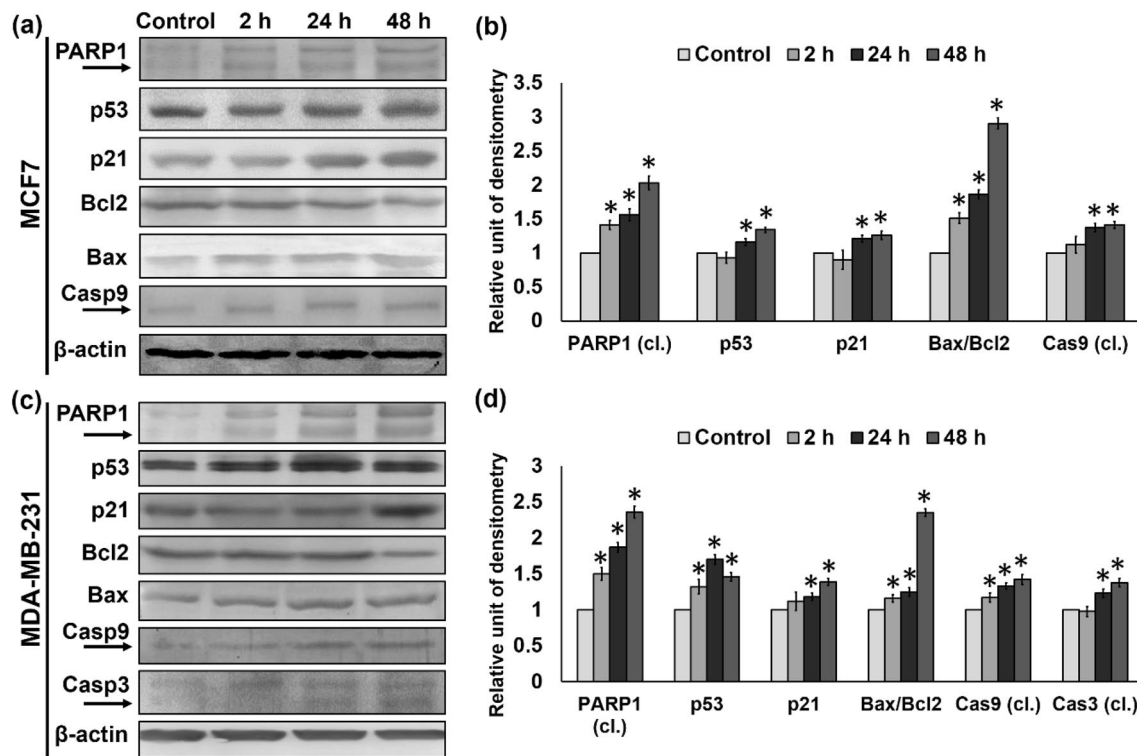 (a)
Control 2 h 24 h 48 h
MCF7
PARP1
p53
p21
Bcl2
Bax
Casp9
β-actin
(b)
Control 2 h 24 h 48 h
Relative unit of densitometry
3.5
3
2.5
2
1.5
1
0.5
0
* * *
* *
* *
* * *
* *
PARP1 (cl.) p53 p21 Bax/Bcl2 Cas9 (cl.)
(c)
MDA-MB-231
PARP1
p53
p21
Bcl2
Bax
Casp9
Casp3
β-actin
(d)
Control 2 h 24 h 48 h
Relative unit of densitometry
3
2.5
2
1.5
1
0.5
0
* * *
* * *
* *
* * *
* * *
* *
PARP1 p53 p21 Bax/Bcl2 Cas9 (cl.) Cas3 (cl.)
(cl.)